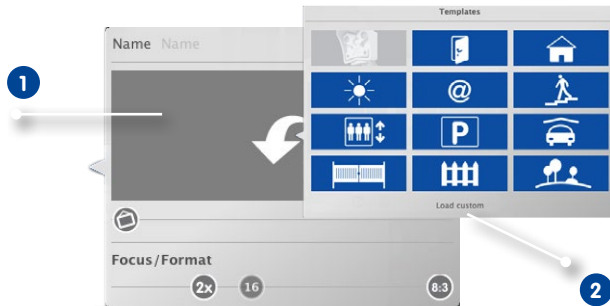 Templates
Name Name
1
@
P
Load custom
Focus/Format
2x 16 8:3
2